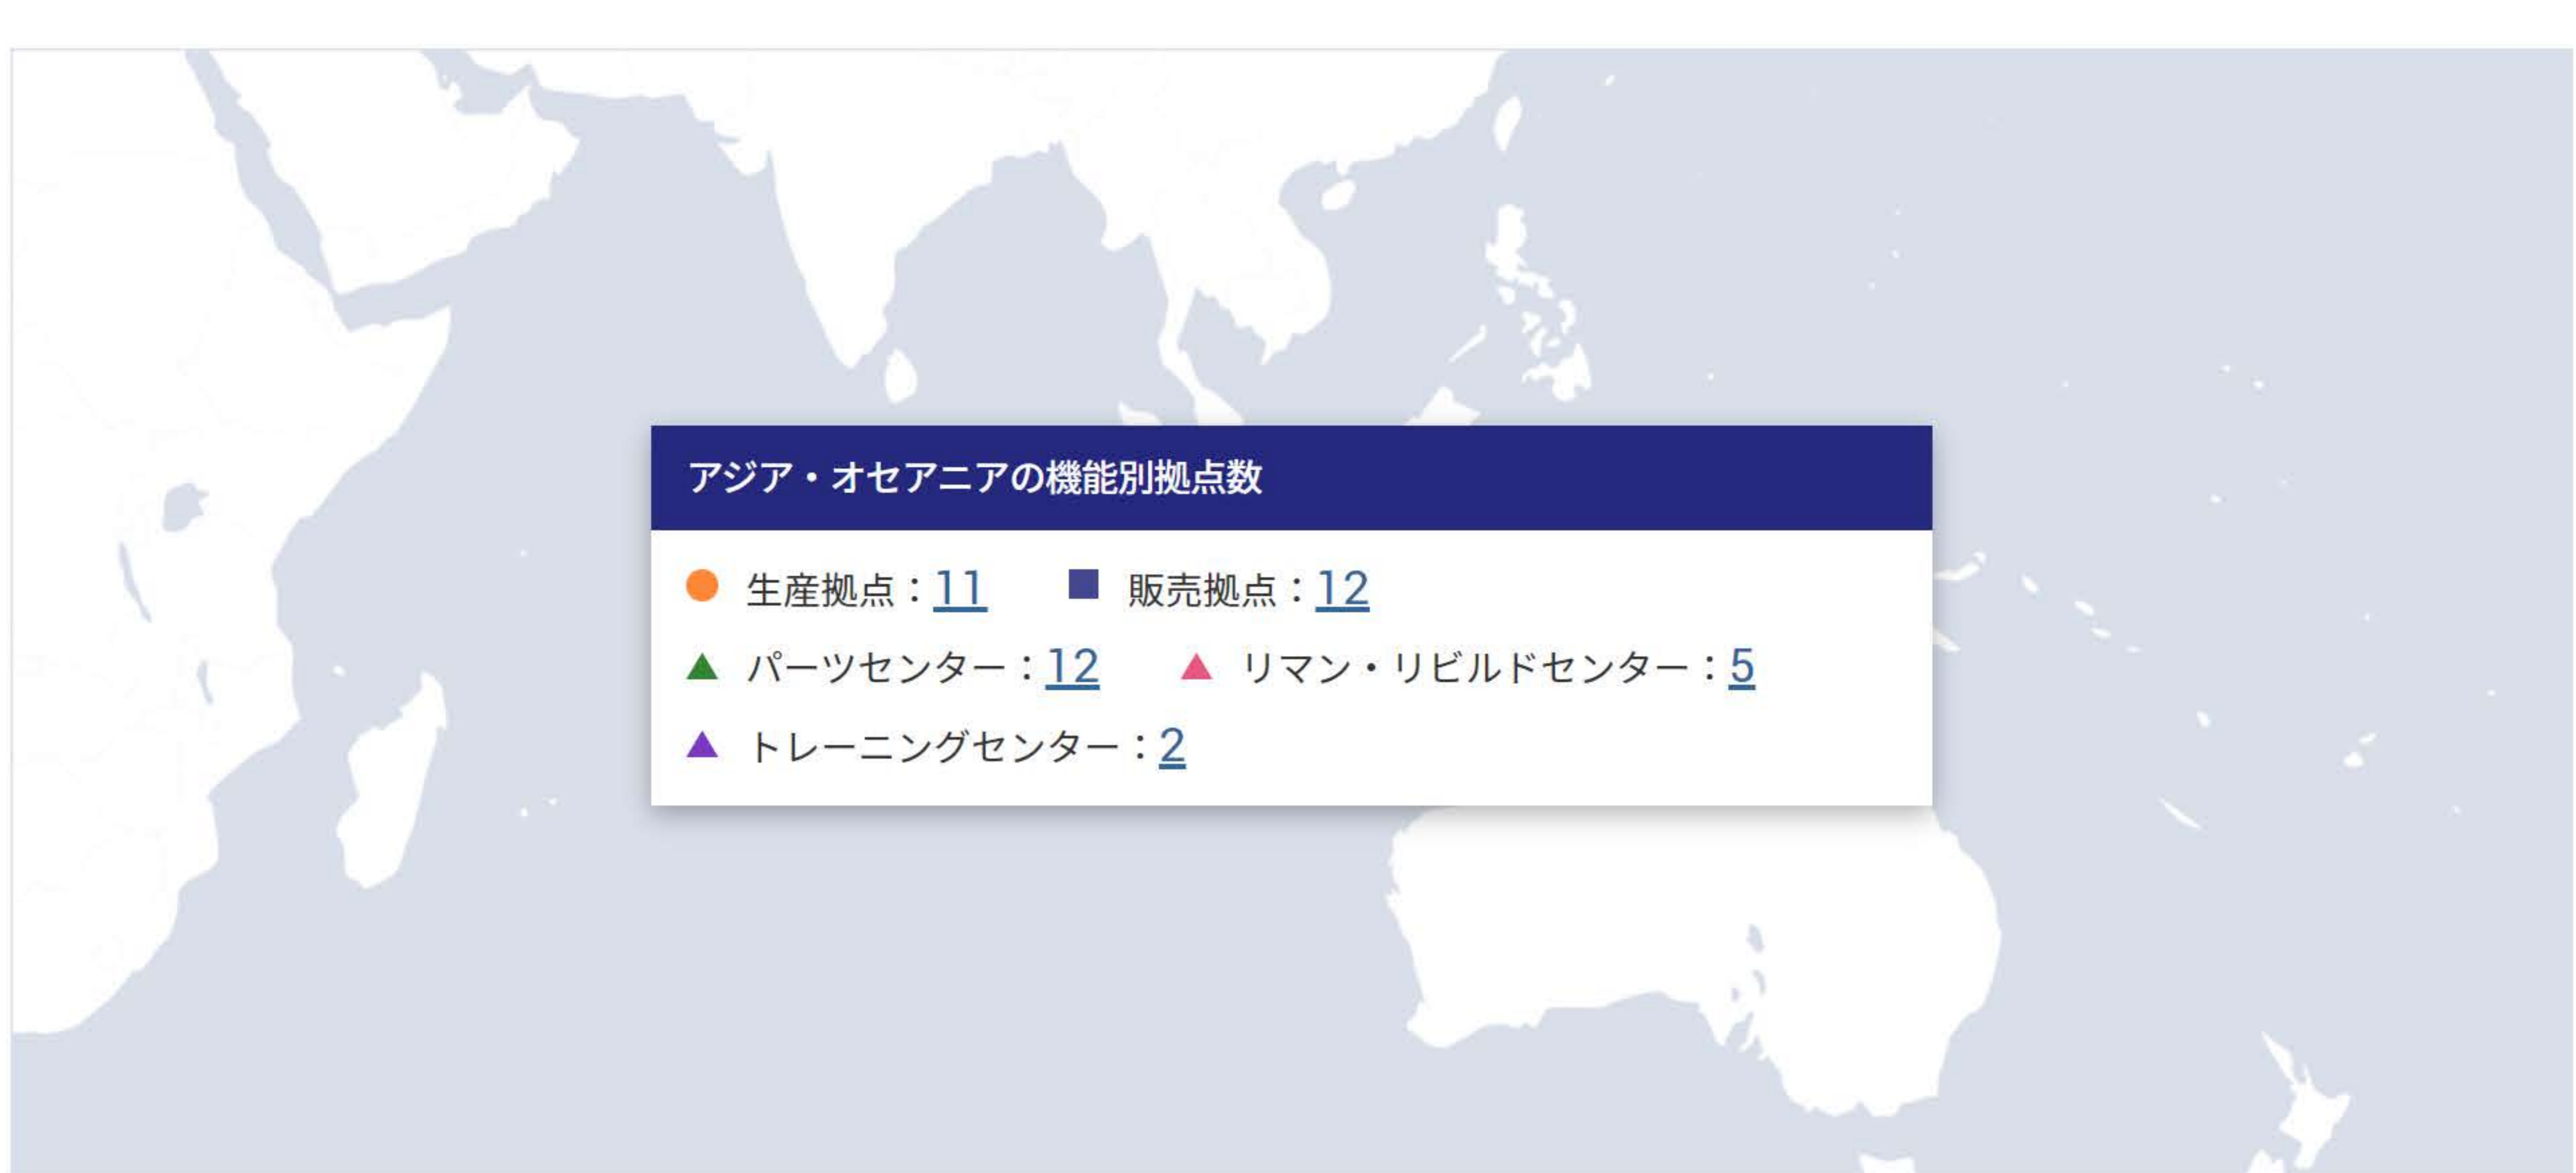 アジア・オセアニアの機能別拠点数
生産拠点：11 販売拠点：12
パーツセンター：12 リマン・リビルドセンター：5
トレーニングセンター：2